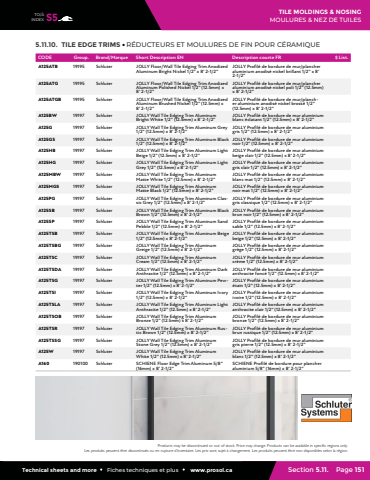 TILE MOLDINGS & NOSING
MOULURES & NEZ DE TUILES
INDEX S5
5.11.10. TILE EDGE TRIMS • RÉDUCTEURS ET MOULURES DE FIN POUR CÉRAMIQUE
CODE Group. Brand/Marque Short Description EN Description courte FR $ List.
A125ATB 19195 Schluter JOLLY Floor/Wall Tile Edging Trim Anodized JOLLY Profilé de bordure de mur/plancher
Aluminum Bright Nickel 1/2" x 8' 2-1/2" aluminium anodisé nickel brillant 1/2" x 8'
2-1/2"
A125ATG 19195 Schluter JOLLY Floor/Wall Tile Edging Trim Anodized JOLLY Profilé de bordure de mur/plancher
Aluminum Polished Nickel 1/2" (12.5mm) x aluminium anodisé nickel poli 1/2" (12.5mm)
8' 2-1/2" x 8' 2-1/2"
A125ATGB 19195 Schluter JOLLY Floor/Wall Tile Edging Trim Anodized JOLLY Profilé de bordure de mur/planch-
Aluminum Brushed Nickel 1/2" (12.5mm) x er aluminium anodisé nickel brossé 1/2"
8' 2-1/2" (12.5mm) x 8' 2-1/2"
A125BW 19197 Schluter JOLLY Wall Tile Edging Trim Aluminum JOLLY Profilé de bordure de mur aluminium
Bright White 1/2" (12.5mm) x 8' 2-1/2" blanc éclatant 1/2" (12.5mm) x 8' 2-1/2"
A125G 19197 Schluter JOLLY Wall Tile Edging Trim Aluminum Grey JOLLY Profilé de bordure de mur aluminium
1/2" (12.5mm) x 8' 2-1/2" gris 1/2" (12.5mm) x 8' 2-1/2"
A125GS 19197 Schluter JOLLY Wall Tile Edging Trim Aluminum Black JOLLY Profilé de bordure de mur aluminium
1/2" (12.5mm) x 8' 2-1/2" noir 1/2" (12.5mm) x 8' 2-1/2"
A125HB 19197 Schluter JOLLY Wall Tile Edging Trim Aluminum Light JOLLY Profilé de bordure de mur aluminium
Beige 1/2" (12.5mm) x 8' 2-1/2" beige clair 1/2" (12.5mm) x 8' 2-1/2"
A125HG 19197 Schluter JOLLY Wall Tile Edging Trim Aluminum Light JOLLY Profilé de bordure de mur aluminium
Grey 1/2" (12.5mm) x 8' 2-1/2" gris clair 1/2" (12.5mm) x 8' 2-1/2"
A125MBW 19197 Schluter JOLLY Wall Tile Edging Trim Aluminum JOLLY Profilé de bordure de mur aluminium
Matte White 1/2" (12.5mm) x 8' 2-1/2" blanc mat 1/2" (12.5mm) x 8' 2-1/2"
A125MGS 19197 Schluter JOLLY Wall Tile Edging Trim Aluminum JOLLY Profilé de bordure de mur aluminium
Matte Black 1/2" (12.5mm) x 8' 2-1/2" noir mat 1/2" (12.5mm) x 8' 2-1/2"
A125PG 19197 Schluter JOLLY Wall Tile Edging Trim Aluminum Clas- JOLLY Profilé de bordure de mur aluminium
sic Grey 1/2" (12.5mm) x 8' 2-1/2" gris classique 1/2" (12.5mm) x 8' 2-1/2"
A125SB 19197 Schluter JOLLY Wall Tile Edging Trim Aluminum Black JOLLY Profilé de bordure de mur aluminium
Brown 1/2" (12.5mm) x 8' 2-1/2" brun noir 1/2" (12.5mm) x 8' 2-1/2"
A125SP 19197 Schluter JOLLY Wall Tile Edging Trim Aluminum Sand JOLLY Profilé de bordure de mur aluminium
Pebble 1/2" (12.5mm) x 8' 2-1/2" sable 1/2" (12.5mm) x 8' 2-1/2"
A125TSB 19197 Schluter JOLLY Wall Tile Edging Trim Aluminum Beige JOLLY Profilé de bordure de mur aluminium
1/2" (12.5mm) x 8' 2-1/2" beige 1/2" (12.5mm) x 8' 2-1/2"
A125TSBG 19197 Schluter JOLLY Wall Tile Edging Trim Aluminum JOLLY Profilé de bordure de mur aluminium
Greige 1/2" (12.5mm) x 8' 2-1/2" grège 1/2" (12.5mm) x 8' 2-1/2"
A125TSC 19197 Schluter JOLLY Wall Tile Edging Trim Aluminum JOLLY Profilé de bordure de mur aluminium
Cream 1/2" (12.5mm) x 8' 2-1/2" crème 1/2" (12.5mm) x 8' 2-1/2"
A125TSDA 19197 Schluter JOLLY Wall Tile Edging Trim Aluminum Dark JOLLY Profilé de bordure de mur aluminium
Anthracite 1/2" (12.5mm) x 8' 2-1/2" anthracite foncé 1/2" (12.5mm) x 8' 2-1/2"
A125TSG 19197 Schluter JOLLY Wall Tile Edging Trim Aluminum Pew- JOLLY Profilé de bordure de mur aluminium
ter 1/2" (12.5mm) x 8' 2-1/2" étain 1/2" (12.5mm) x 8' 2-1/2"
A125TSI 19197 Schluter JOLLY Wall Tile Edging Trim Aluminum Ivory JOLLY Profilé de bordure de mur aluminium
1/2" (12.5mm) x 8' 2-1/2" ivoire 1/2" (12.5mm) x 8' 2-1/2"
A125TSLA 19197 Schluter JOLLY Wall Tile Edging Trim Aluminum Light JOLLY Profilé de bordure de mur aluminium
Anthracite 1/2" (12.5mm) x 8' 2-1/2" anthracite clair 1/2" (12.5mm) x 8' 2-1/2"
A125TSOB 19197 Schluter JOLLY Wall Tile Edging Trim Aluminum JOLLY Profilé de bordure de mur aluminium
Bronze 1/2" (12.5mm) x 8' 2-1/2" bronze 1/2" (12.5mm) x 8' 2-1/2"
A125TSR 19197 Schluter JOLLY Wall Tile Edging Trim Aluminum Rus- JOLLY Profilé de bordure de mur aluminium
tic Brown 1/2" (12.5mm) x 8' 2-1/2" brun rustique 1/2" (12.5mm) x 8' 2-1/2"
A125TSSG 19197 Schluter JOLLY Wall Tile Edging Trim Aluminum JOLLY Profilé de bordure de mur aluminium
Stone Grey 1/2" (12.5mm) x 8' 2-1/2" gris pierre 1/2" (12.5mm) x 8' 2-1/2"
A125W 19197 Schluter JOLLY Wall Tile Edging Trim Aluminum JOLLY Profilé de bordure de mur aluminium
White 1/2" (12.5mm) x 8' 2-1/2" blanc 1/2" (12.5mm) x 8' 2-1/2"
A160 190100 Schluter SCHIENE Floor Edge Trim Aluminum 5/8" SCHIENE Profilé de bordure pour plancher
(16mm) x 8' 2-1/2" aluminium 5/8" (16mm) x 8' 2-1/2"
Schluter
Systems
Products may be discontinued or out of stock. Price may change. Products can be available in specific regions only.
Les produits peuvent être discontinués ou en rupture d'inventaire. Les prix sont sujet à changement. Les produits peuvent être non disponibles selon la région.
Technical sheets and more • Fiches techniques et plus • www.prosol.ca Section 5.11. Page 151